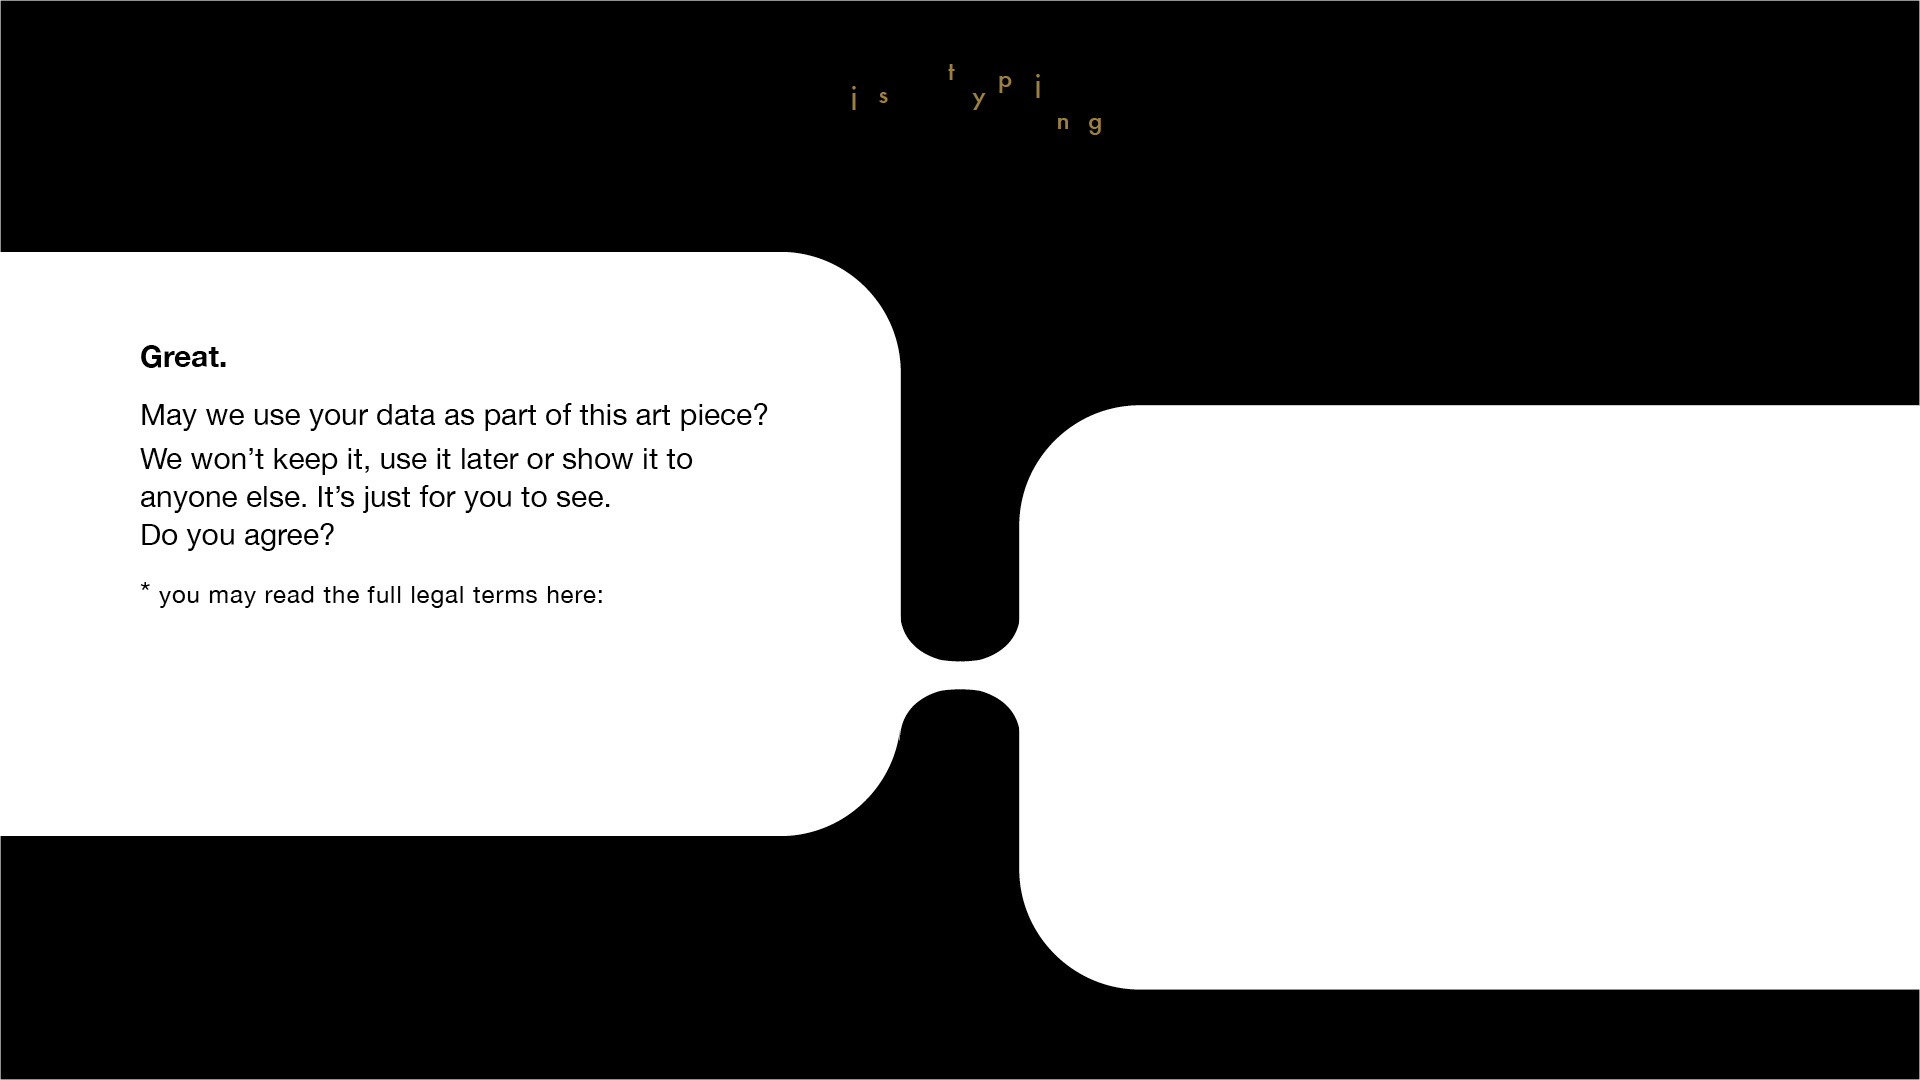 is typing
Great.
May we use your data as part of this art piece?
We won’t keep it, use it later or show it to
anyone else. It’s just for you to see.
Do you agree?
* you may read the full legal terms here: